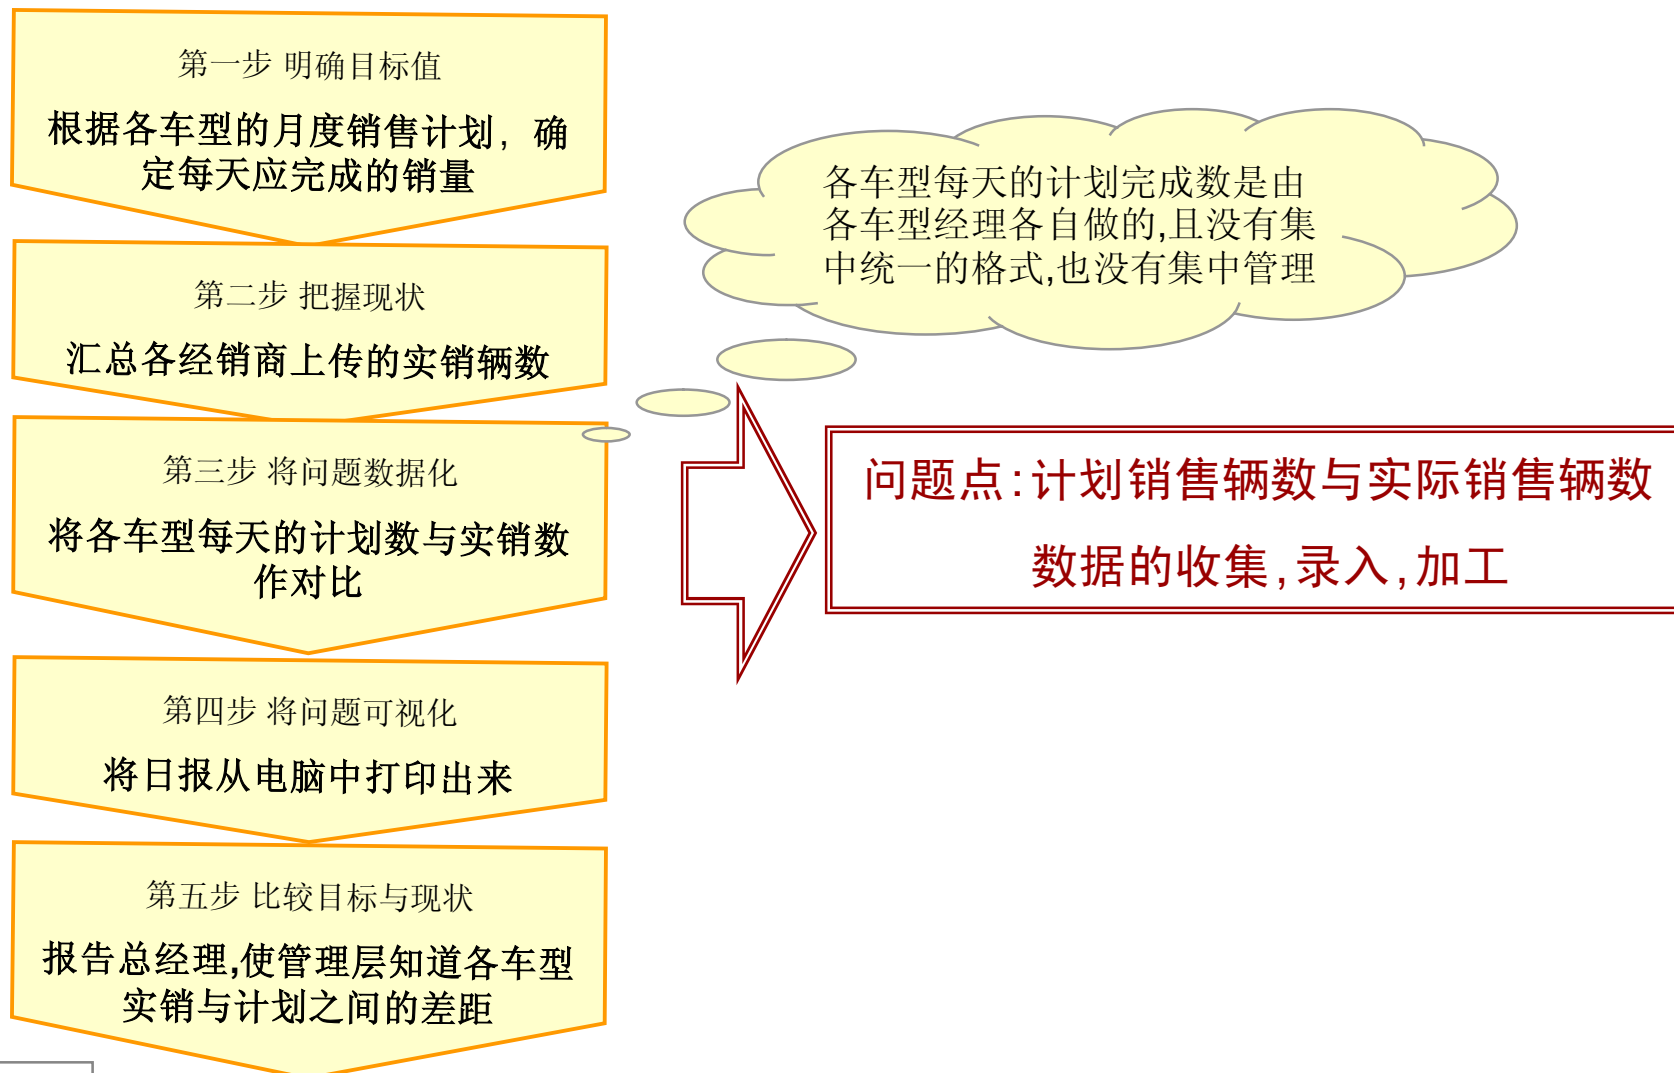 第一步 明确目标值
根据各车型的月度销售计划，确
定每天应完成的销量
第二步 把握现状
汇总各经销商上传的实销辆数
第三步 将问题数据化
将各车型每天的计划数与实销数
作对比
第四步 将问题可视化
将日报从电脑中打印出来
第五步 比较目标与现状
报告总经理,使管理层知道各车型
实销与计划之间的差距
各车型每天的计划完成数是由
各车型经理各自做的,且没有集
中统一的格式,也没有集中管理
问题点:计划销售辆数与实际销售辆数
数据的收集,录入,加工